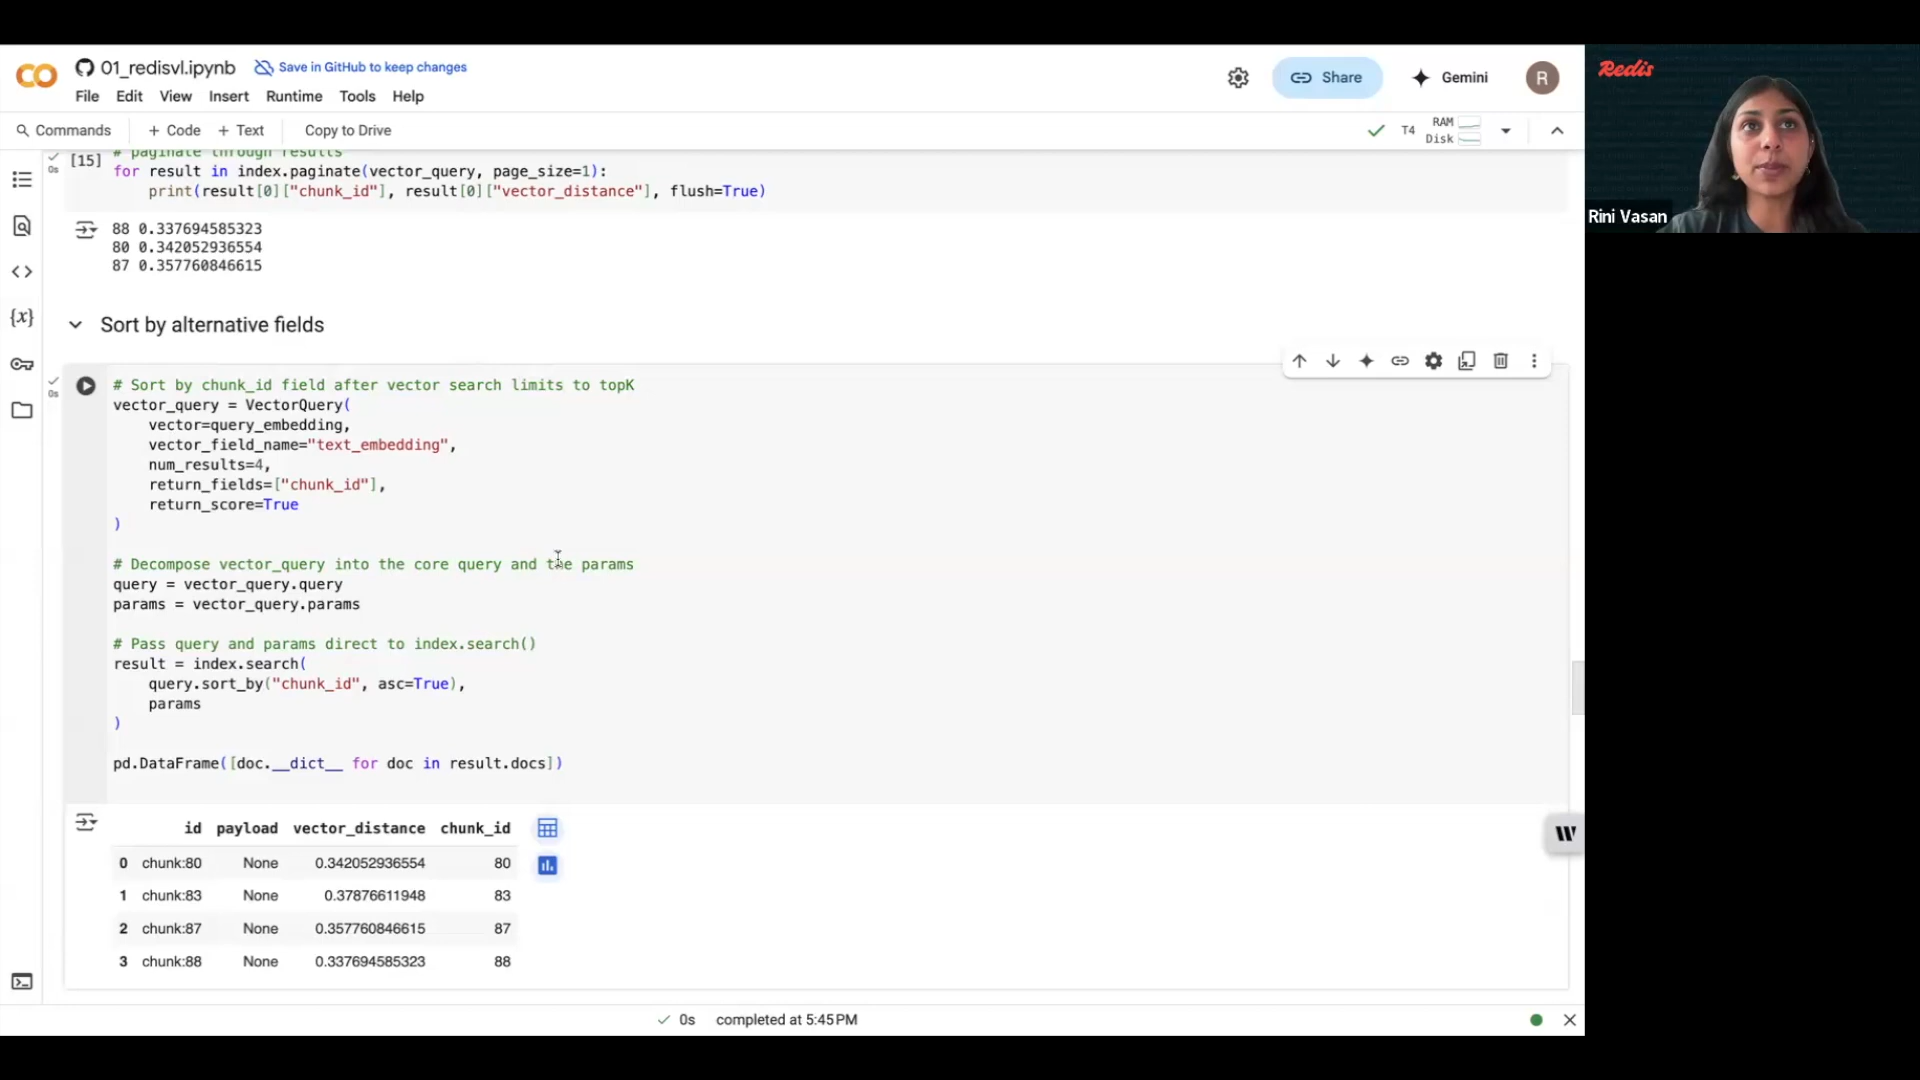 01_redisvl.ipynb
Save in GitHub to keep changes
Share
Gemini
R
Redis
File Edit View Insert Runtime Tools Help
Commands
+ Code + Text
Copy to Drive
T4
RAM
Disk
Rini Vasan
0s
[15]
# paginate through results
for result in index.paginate(vector_query, page_size=1):
    print(result[0]["chunk_id"], result[0]["vector_distance"], flush=True)
88 0.337694585323
80 0.342052936554
87 0.357760846615
Sort by alternative fields
0s
# Sort by chunk_id field after vector search limits to topK
vector_query = VectorQuery(
    vector=query_embedding,
    vector_field_name="text_embedding",
    num_results=4,
    return_fields=["chunk_id"],
    return_score=True
)
# Decompose vector_query into the core query and the params
query = vector_query.query
params = vector_query.params
# Pass query and params direct to index.search()
result = index.search(
    query.sort_by("chunk_id", asc=True),
    params
)
pd.DataFrame([doc.__dict__ for doc in result.docs])
id payload vector_distance chunk_id
0 chunk:80 None 0.342052936554 80
1 chunk:83 None 0.37876611948 83
2 chunk:87 None 0.357760846615 87
3 chunk:88 None 0.337694585323 88
0s completed at 5:45 PM